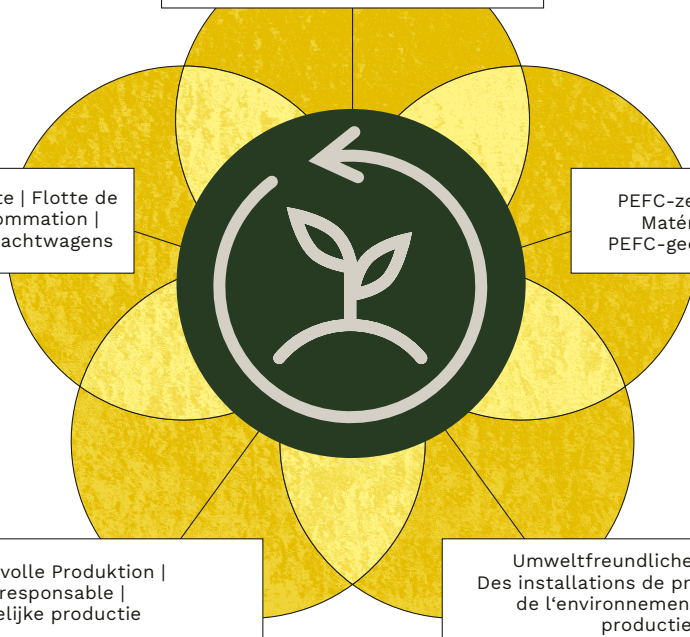 te | Flotte de
ommation |
achtwagens
PEFC-ze
Matér
PEFC-gec
volle Produktion |
responsable |
elijke productie
Umweltfreundliche
Des installations de pr
de l‘environnemen
productie